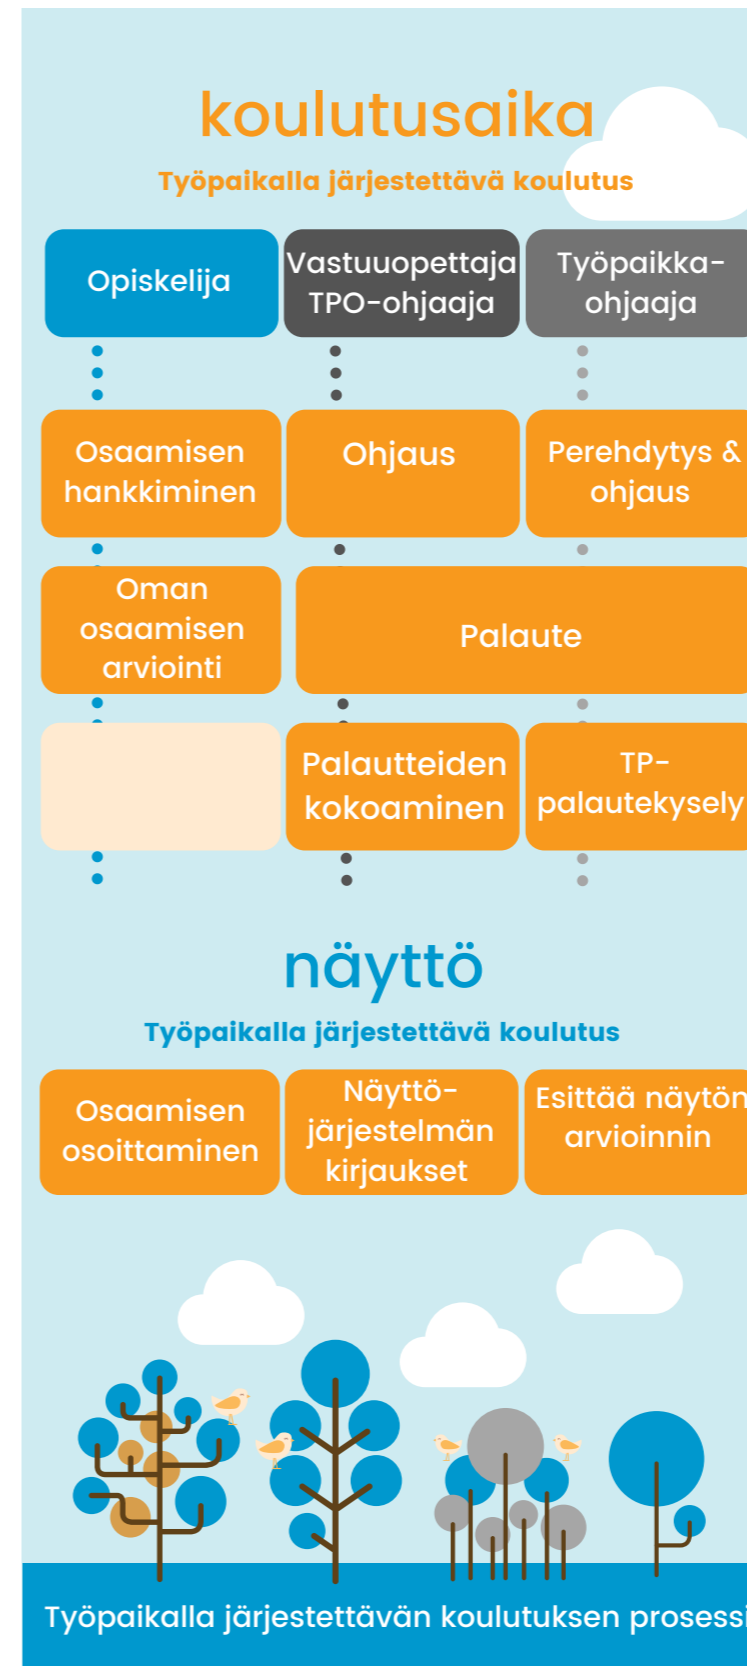 koulutusaika
Työpaikalla järjestettävä koulutus
Opiskelija
Vastuuopettaja
TPO-ohjaaja
Työpaikka-
ohjaaja
Osaamisen
hankkiminen
Ohjaus
Perehdytys &
ohjaus
Oman
osaamisen
arviointi
Palaute
Palautteiden
kokoaminen
TP-
palautekysely
näyttö
Työpaikalla järjestettävä koulutus
Osaamisen
osoittaminen
Näyttö-
järjestelmän
kirjaukset
Esittää näytön
arvioinnin
Työpaikalla järjestettävän koulutuksen prosessi